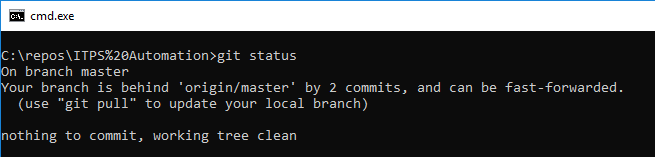 cmd.exe
C:\repos\ITPS%20Automation>git status
On branch master
Your branch is behind 'origin/master' by 2 commits, and can be fast-forwarded.
  (use "git pull" to update your local branch)
nothing to commit, working tree clean